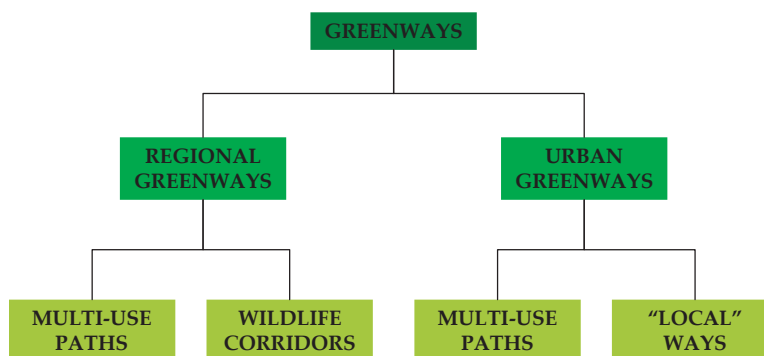 GREENWAYS
REGIONAL
GREENWAYS
URBAN
GREENWAYS
MULTI-USE
PATHS
WILDLIFE
CORRIDORS
MULTI-USE
PATHS
“LOCAL”
WAYS